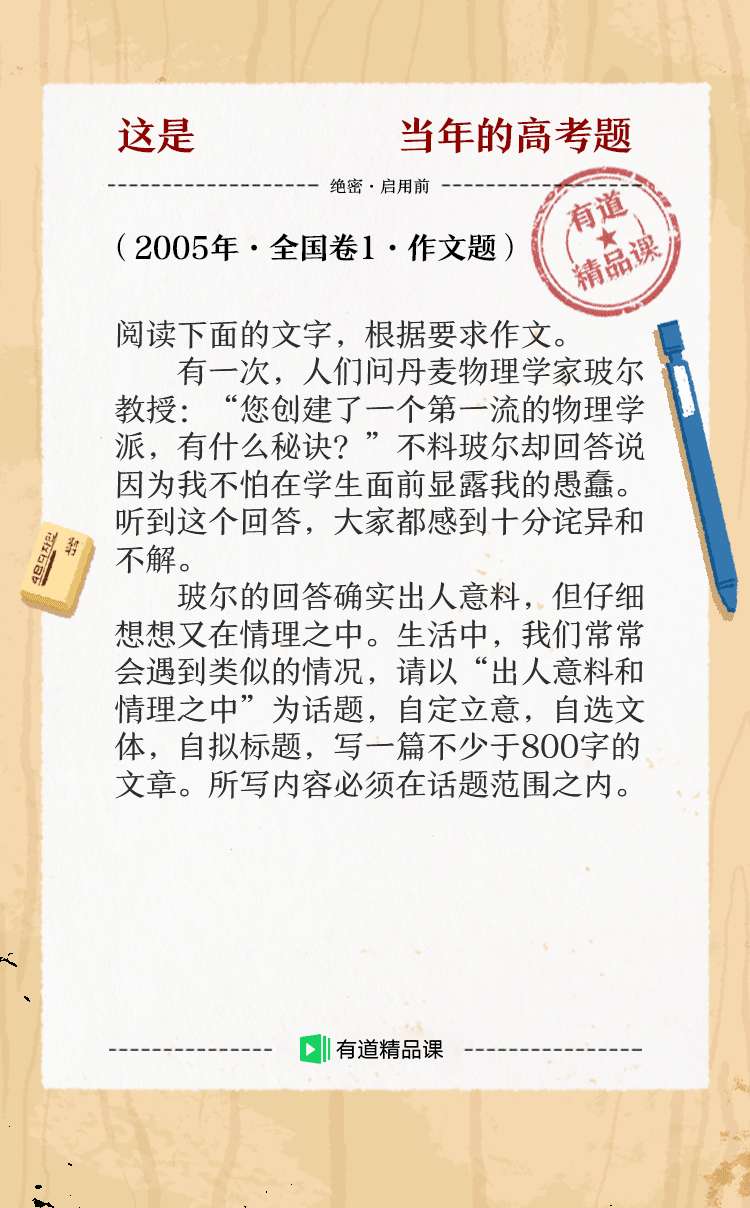 这是 当年的高考题
绝密·启用前
（2005年·全国卷1·作文题）
有道
精品课
阅读下面的文字，根据要求作文。
有一次，人们问丹麦物理学家玻尔
教授：“您创建了一个第一流的物理学
派，有什么秘诀？”不料玻尔却回答说
因为我不怕在学生面前显露我的愚蠢。
听到这个回答，大家都感到十分诧异和
不解。
玻尔的回答确实出人意料，但仔细
想想又在情理之中。生活中，我们常常
会遇到类似的情况，请以“出人意料和
情理之中”为话题，自定立意，自选文
体，自拟标题，写一篇不少于800字的
文章。所写内容必须在话题范围之内。
有道精品课